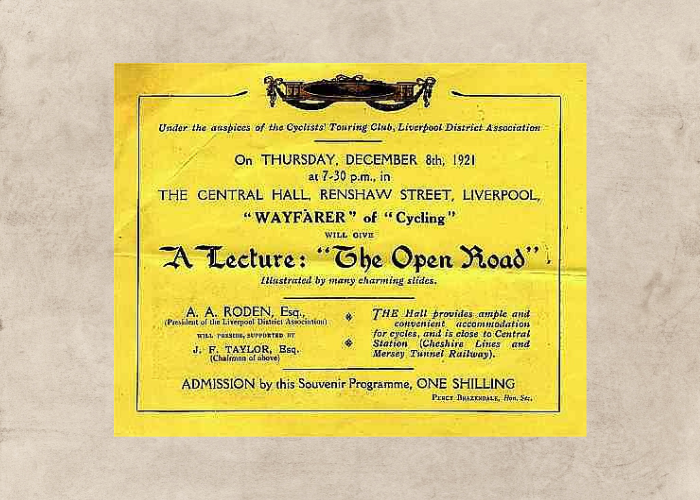 Under the auspices of the Cyclists' Touring Club, Liverpool District Association
On THURSDAY, DECEMBER 8th, 1921
at 7-30 p.m., in
THE CENTRAL HALL, RENSHAW STREET, LIVERPOOL,
"WAYFARER" of "Cycling"
WILL GIVE
A Lecture: "The Open Road"
Illustrated by many charming slides.
A. A. RODEN, Esq.,
(President of the Liverpool District Association)
WILL PRESIDE, SUPPORTED BY
J. F. TAYLOR, Esq.
(Chairman of above)
THE Hall provides ample and
convenient accommodation
for cycles, and is close to Central
Station (Cheshire Lines and
Mersey Tunnel Railway).
ADMISSION by this Souvenir Programme, ONE SHILLING
PERCY BRAZENDALE, Hon. Sec.